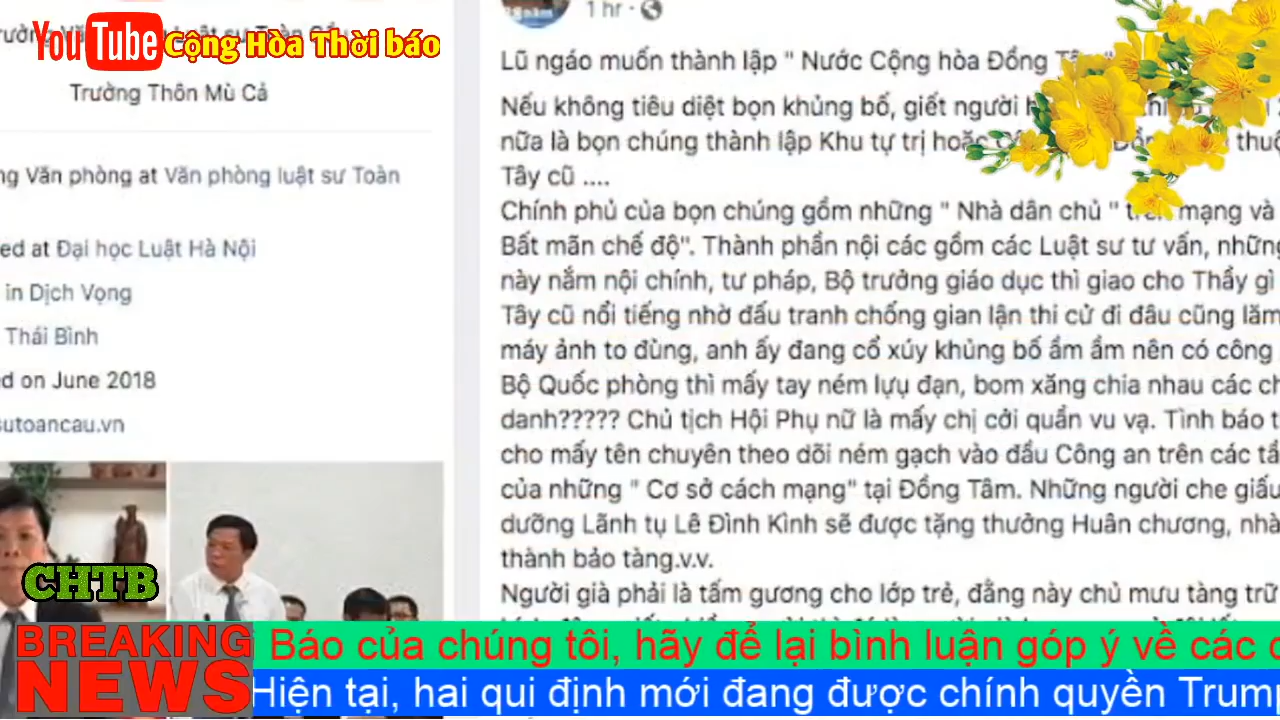 YouTube Cộng Hòa Thời báo
Trưởng Thôn Mù Cả
ng Văn phòng at Văn phòng luật sư Toàn
ed at Đại học Luật Hà Nội
in Dịch Vọng
Thái Bình
d on June 2018
sutoancau.vn
1 hr
Lũ ngáo muốn thành lập " Nước Cộng hòa Đồng Tâm "
Nếu không tiêu diệt bọn khủng bố, giết người
nữa là bọn chúng thành lập Khu tự trị hoặc
Tây cũ ....
Chính phủ của bọn chúng gồm những " Nhà dân chủ " trên mạng và
Bất mãn chế độ". Thành phần nội các gồm các Luật sư tư vấn, những
này nắm nội chính, tư pháp, Bộ trưởng giáo dục thì giao cho Thầy gì
Tây cũ nổi tiếng nhờ đấu tranh chống gian lận thi cử đi đâu cũng lăm
máy ảnh to đùng, anh ấy đang cổ xúy khủng bố ầm ầm nên có công
Bộ Quốc phòng thì mấy tay ném lựu đạn, bom xăng chia nhau các ch
danh????? Chủ tịch Hội Phụ nữ là mấy chị cởi quần vu vạ. Tình báo t
cho mấy tên chuyên theo dõi ném gạch vào đầu Công an trên các tầ
của những " Cơ sở cách mạng" tại Đồng Tâm. Những người che giấu
dưỡng Lãnh tụ Lê Đình Kình sẽ được tặng thưởng Huân chương, nhà
thành bảo tàng.v.v.
Người già phải là tấm gương cho lớp trẻ, đằng này chủ mưu tàng trữ
CHTB
BREAKING
NEWS
Báo của chúng tôi, hãy để lại bình luận góp ý về các
Hiện tại, hai qui định mới đang được chính quyền Trump